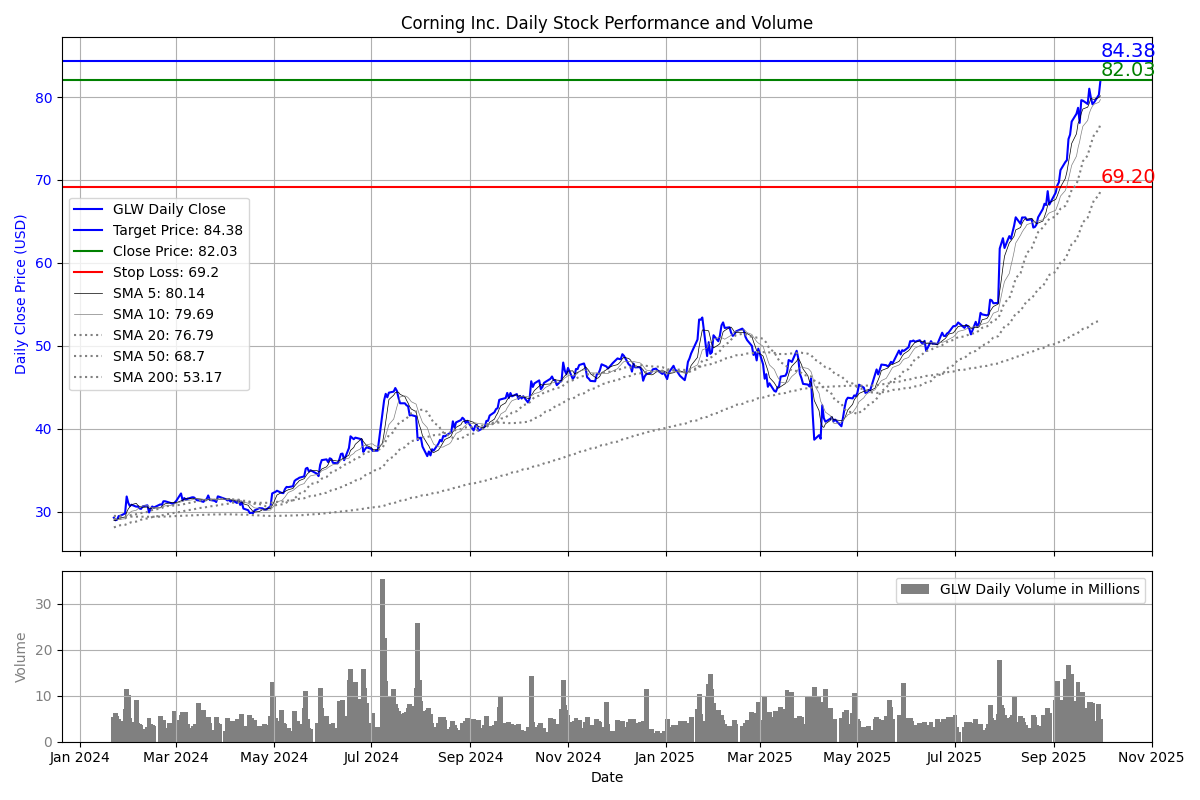 Corning Inc. Daily Stock Performance and Volume
84.38
82.03
69.20
80
70
60
50
40
30
Daily Close Price (USD)
GLW Daily Close
Target Price: 84.38
Close Price: 82.03
Stop Loss: 69.2
SMA 5: 80.14
SMA 10: 79.69
SMA 20: 76.79
SMA 50: 68.7
SMA 200: 53.17
GLW Daily Volume in Millions
30
20
10
0
Volume
Jan 2024 Mar 2024 May 2024 Jul 2024 Sep 2024 Nov 2024 Jan 2025 Mar 2025 May 2025 Jul 2025 Sep 2025 Nov 2025
Date